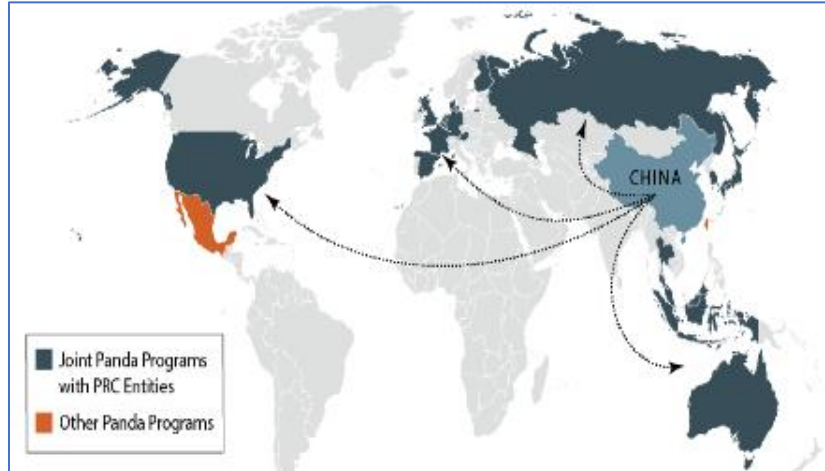 CHINA
Joint Panda Programs
with PRC Entities
Other Panda Programs